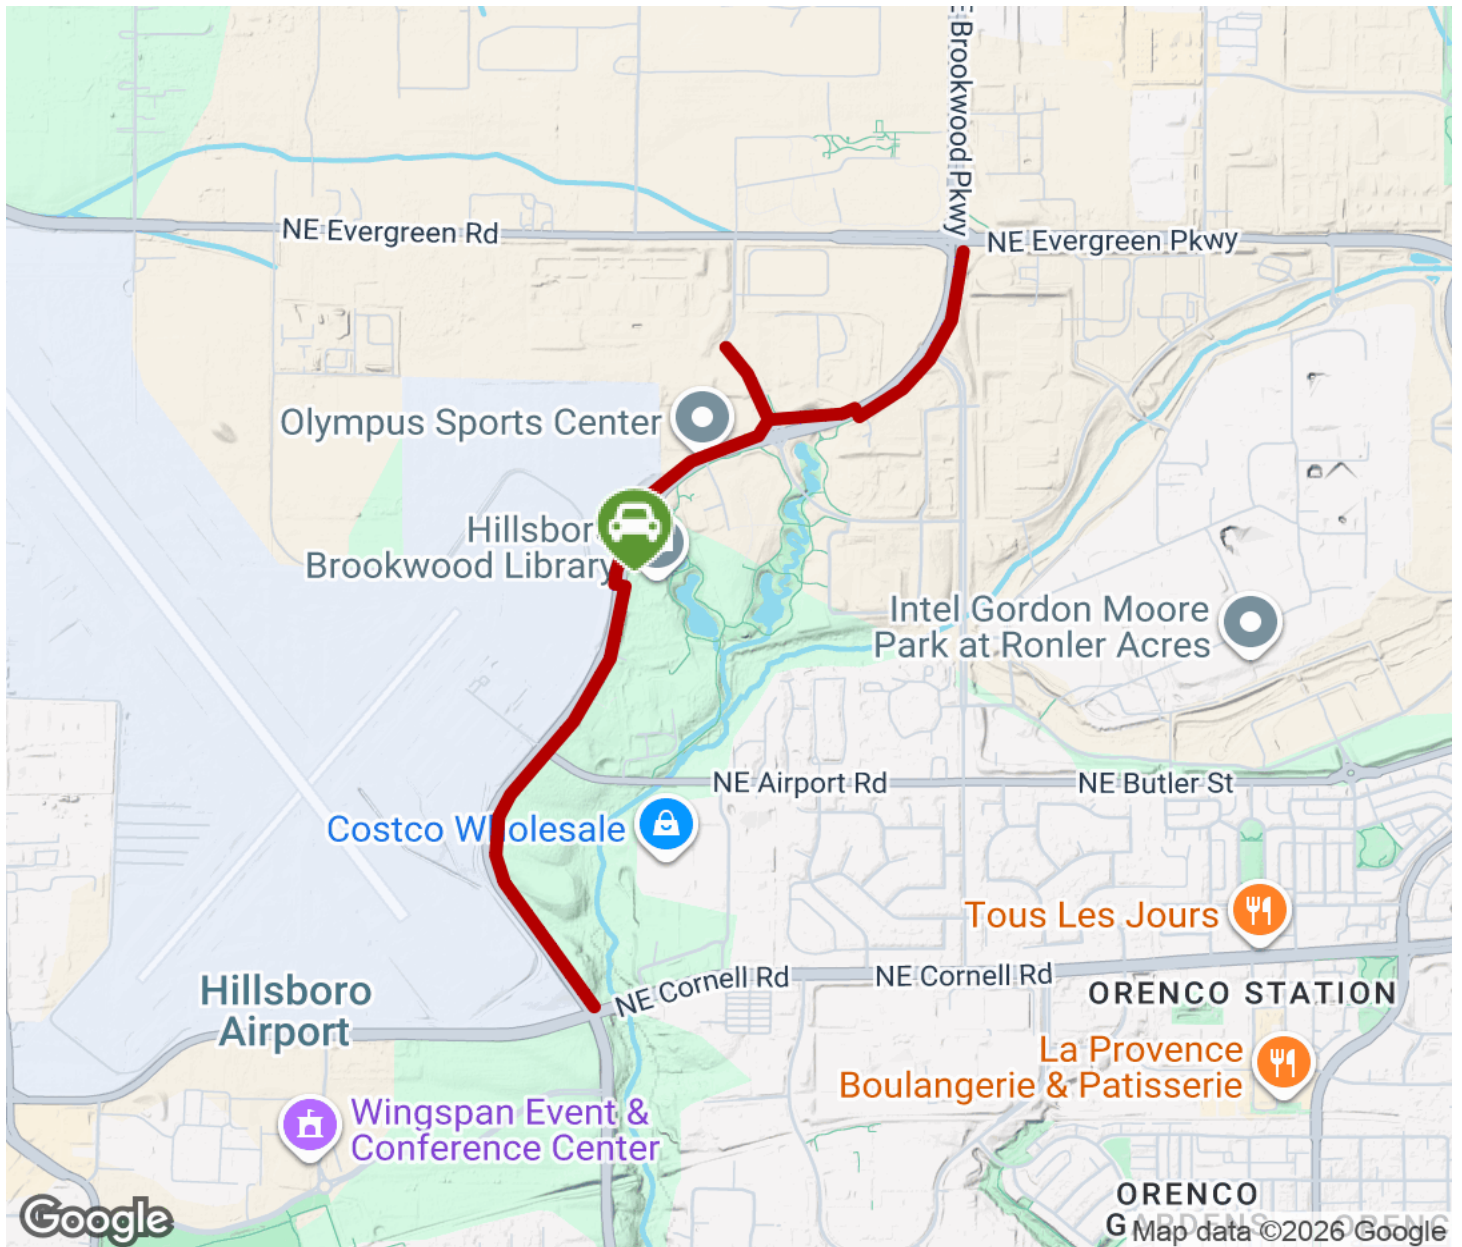 E Brookwood Pkwy
NE Evergreen Rd
NE Evergreen Pkwy
Olympus Sports Center
Hillsbor
Brookwood Library
Intel Gordon Moore
Park at Ronler Acres
NE Airport Rd
NE Butler St
Costco Wholesale
Tous Les Jours
NE Cornell Rd
NE Cornell Rd
ORENCO STATION
Hillsboro
Airport
La Provence
Boulangerie & Patisserie
Wingspan Event &
Conference Center
ORENCO
Google
Map data ©2026 Google